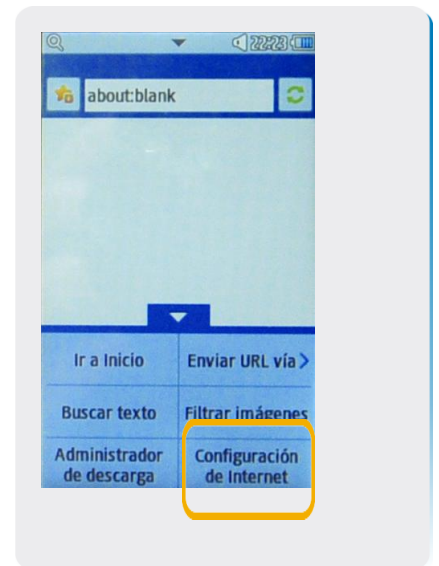 22:23
about:blank
Ir a Inicio
Enviar URL vía
Buscar texto
Filtrar imágenes
Administrador
de descarga
Configuración
de Internet